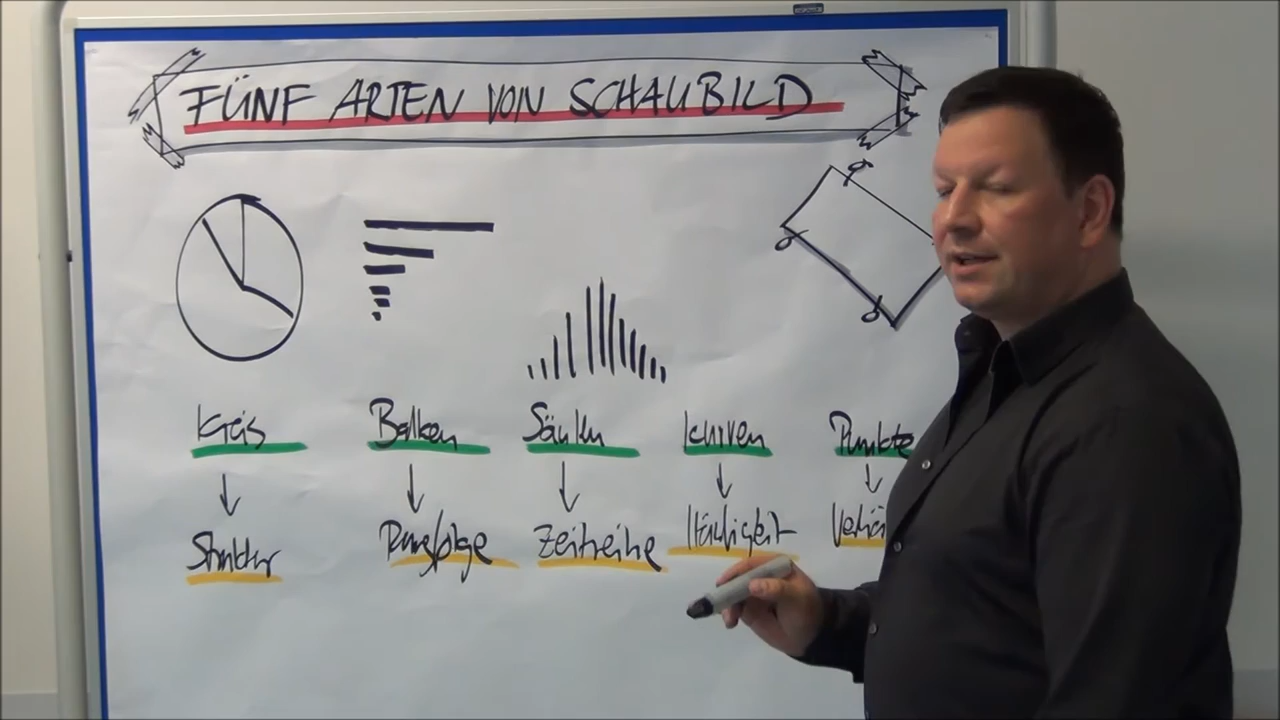 FÜNF ARTEN VON SCHAUBILD
Kreis Balken Säulen Kurven Punkte
Struktur Rangfolge Zeitreihe Häufigkeit